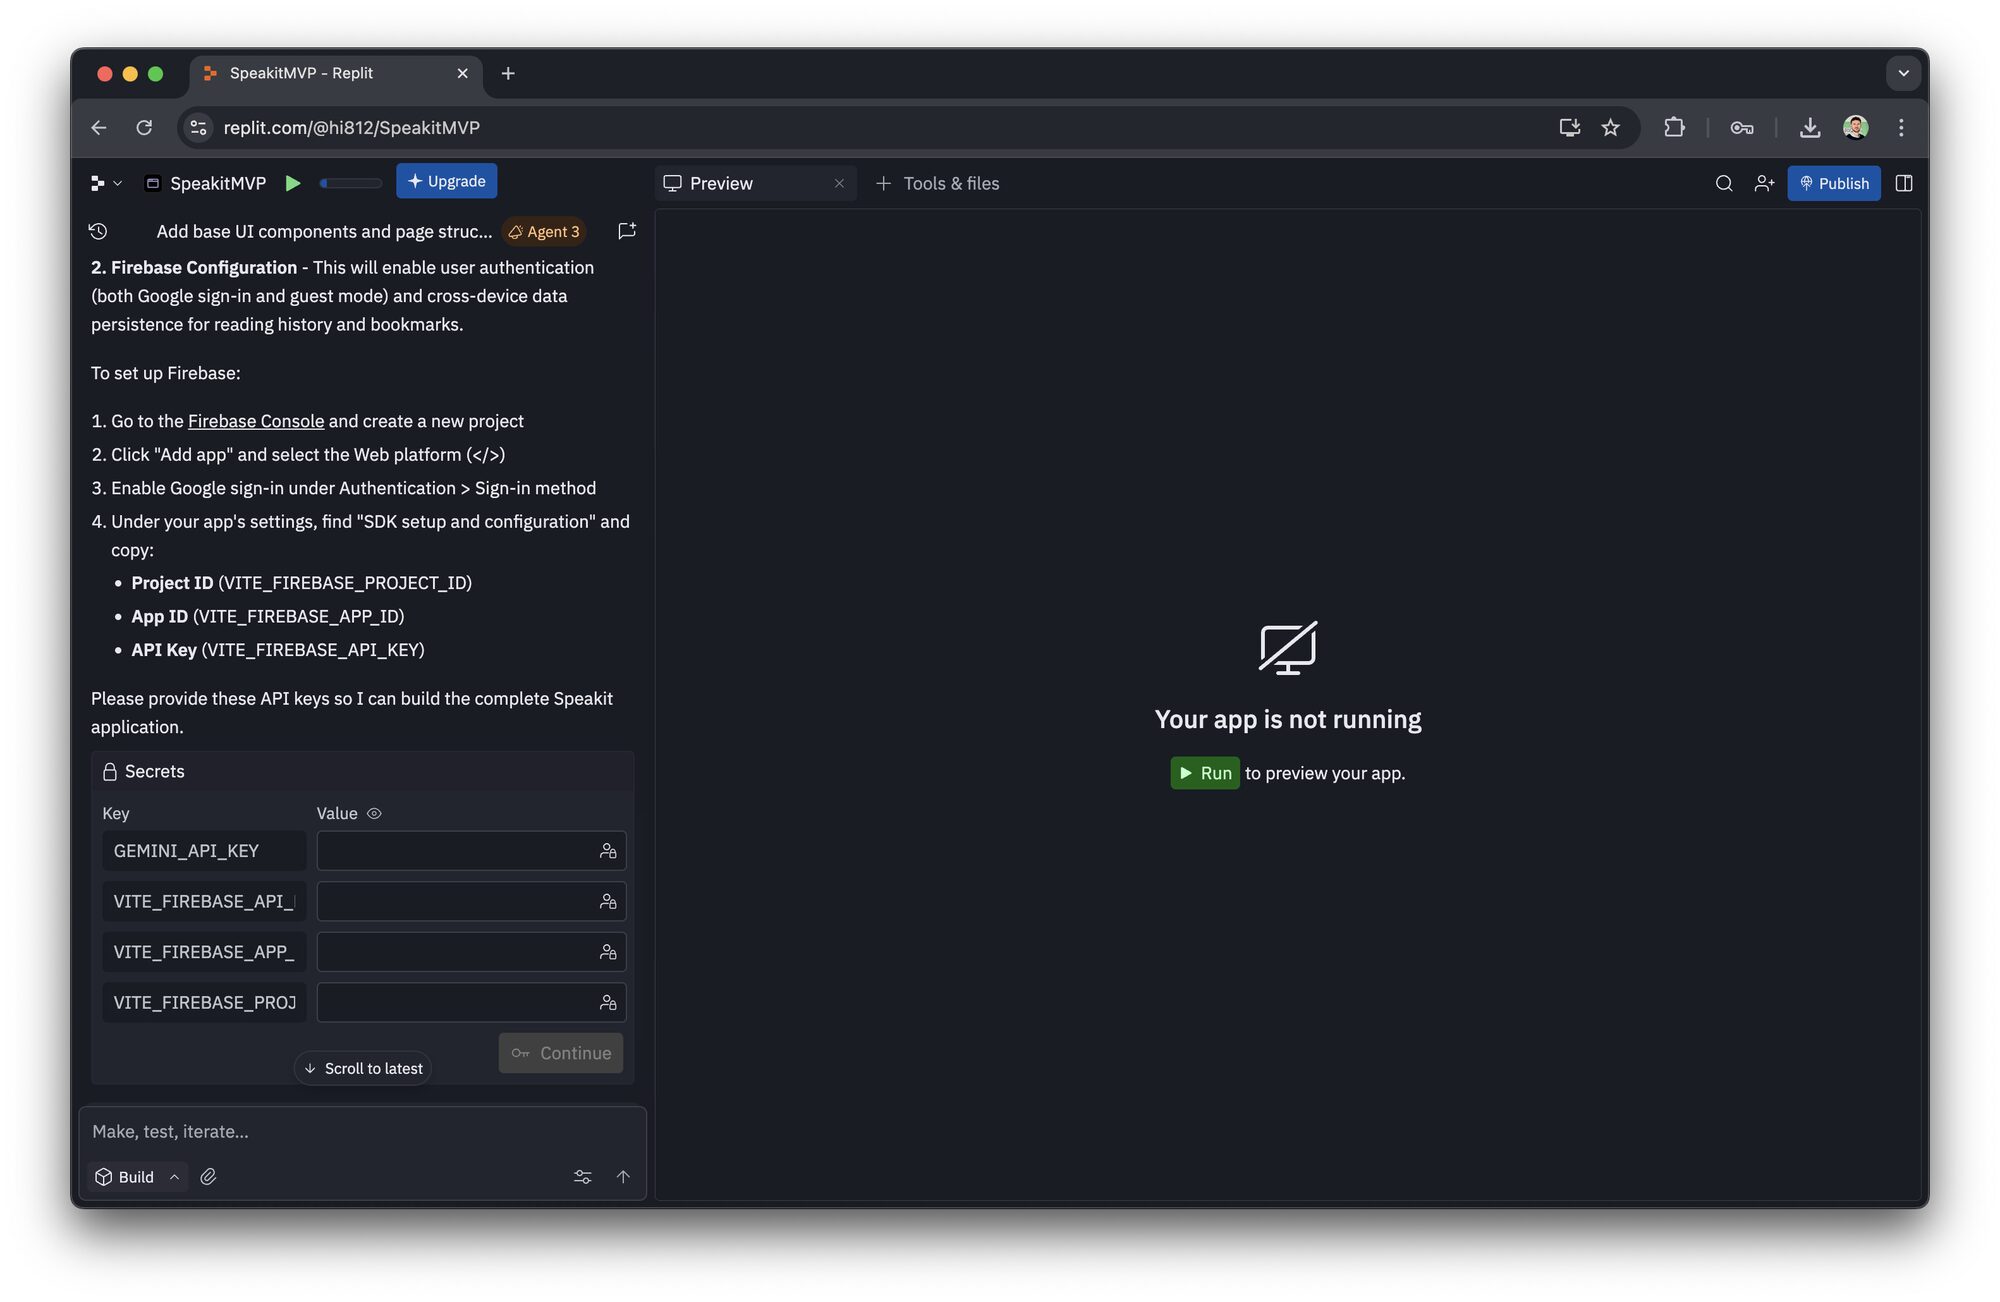 SpeakitMVP - Replit
replit.com/@hi812/SpeakitMVP
SpeakitMVP
Upgrade
Preview
Tools & files
Publish
Add base UI components and page struc...
Agent 3
2. Firebase Configuration - This will enable user authentication
(both Google sign-in and guest mode) and cross-device data
persistence for reading history and bookmarks.
To set up Firebase:
1. Go to the Firebase Console and create a new project
2. Click "Add app" and select the Web platform (</>)
3. Enable Google sign-in under Authentication > Sign-in method
4. Under your app's settings, find "SDK setup and configuration" and
copy:
• Project ID (VITE_FIREBASE_PROJECT_ID)
• App ID (VITE_FIREBASE_APP_ID)
• API Key (VITE_FIREBASE_API_KEY)
Please provide these API keys so I can build the complete Speakit
application.
Secrets
Key
Value
GEMINI_API_KEY
VITE_FIREBASE_API_
VITE_FIREBASE_APP_
VITE_FIREBASE_PROJ
Continue
Scroll to latest
Make, test, iterate...
Build
Your app is not running
Run to preview your app.